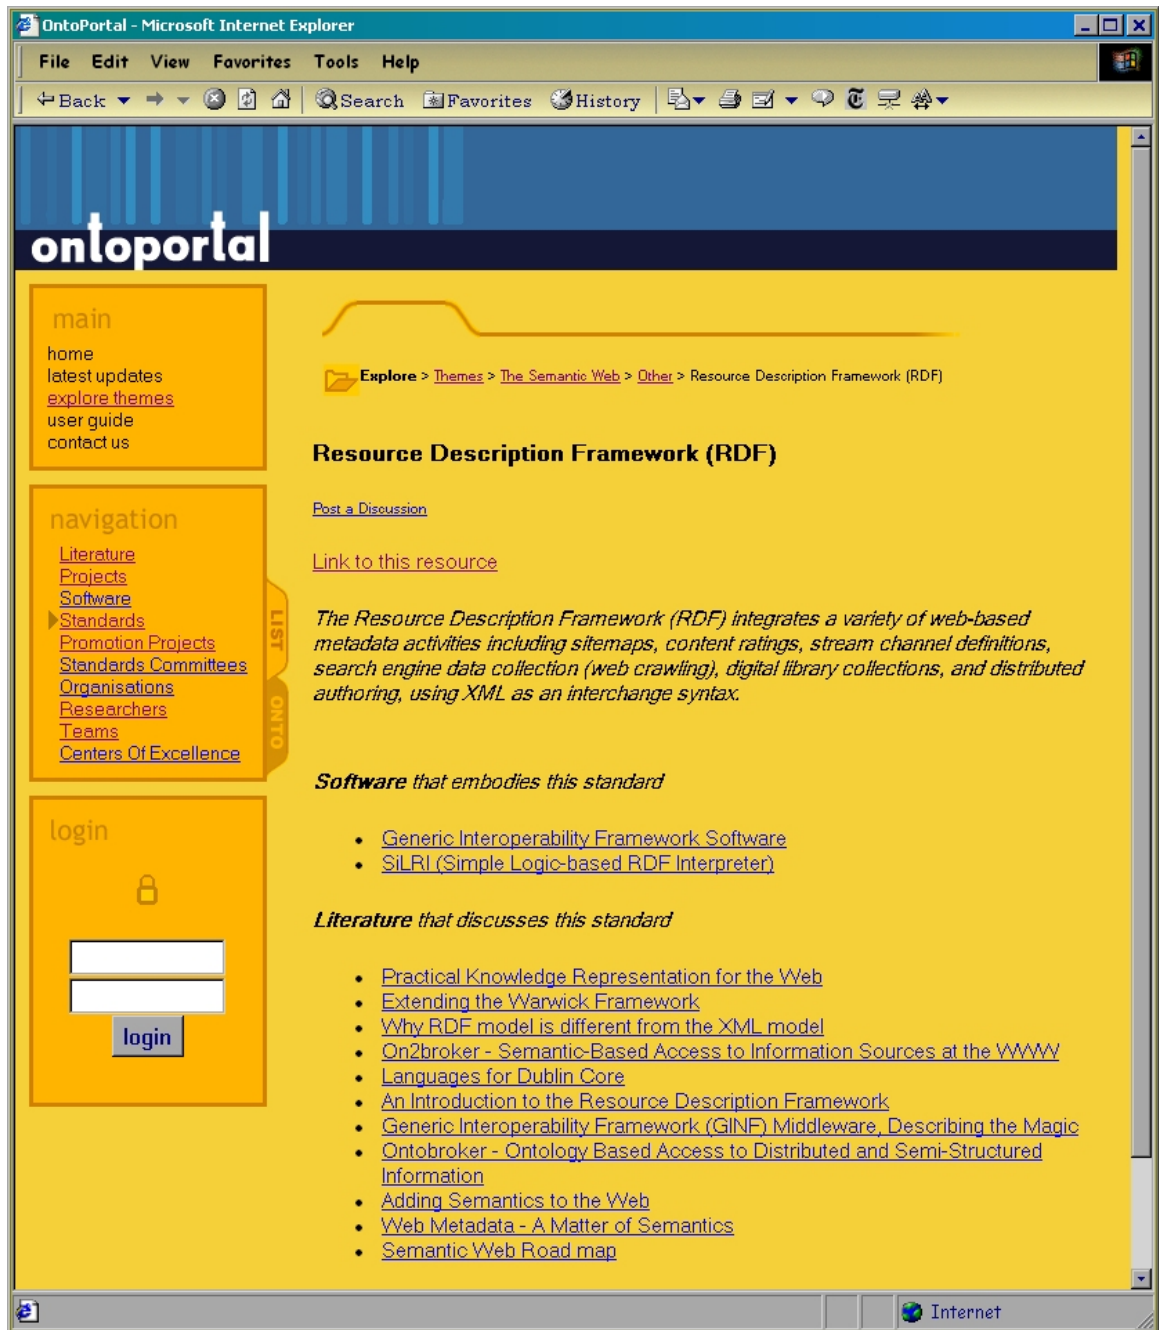 OntoPortal - Microsoft Internet Explorer
File Edit View Favorites Tools Help
Back Search Favorites History
ontoportal
main
home
latest updates
explore themes
user guide
contact us
navigation
Literature
Projects
Software
Standards
Promotion Projects
Standards Committees
Organisations
Researchers
Teams
Centers Of Excellence
LIST
ONTO
login
login
Explore > Themes > The Semantic Web > Other > Resource Description Framework (RDF)
Resource Description Framework (RDF)
Post a Discussion
Link to this resource
The Resource Description Framework (RDF) integrates a variety of web-based
metadata activities including sitemaps, content ratings, stream channel definitions,
search engine data collection (web crawling), digital library collections, and distributed
authoring, using XML as an interchange syntax.
Software that embodies this standard
• Generic Interoperability Framework Software
• SiLRI (Simple Logic-based RDF Interpreter)
Literature that discusses this standard
• Practical Knowledge Representation for the Web
• Extending the Warwick Framework
• Why RDF model is different from the XML model
• On2broker - Semantic-Based Access to Information Sources at the WWW
• Languages for Dublin Core
• An Introduction to the Resource Description Framework
• Generic Interoperability Framework (GINF) Middleware, Describing the Magic
• Ontobroker - Ontology Based Access to Distributed and Semi-Structured
Information
• Adding Semantics to the Web
• Web Metadata - A Matter of Semantics
• Semantic Web Road map
Internet